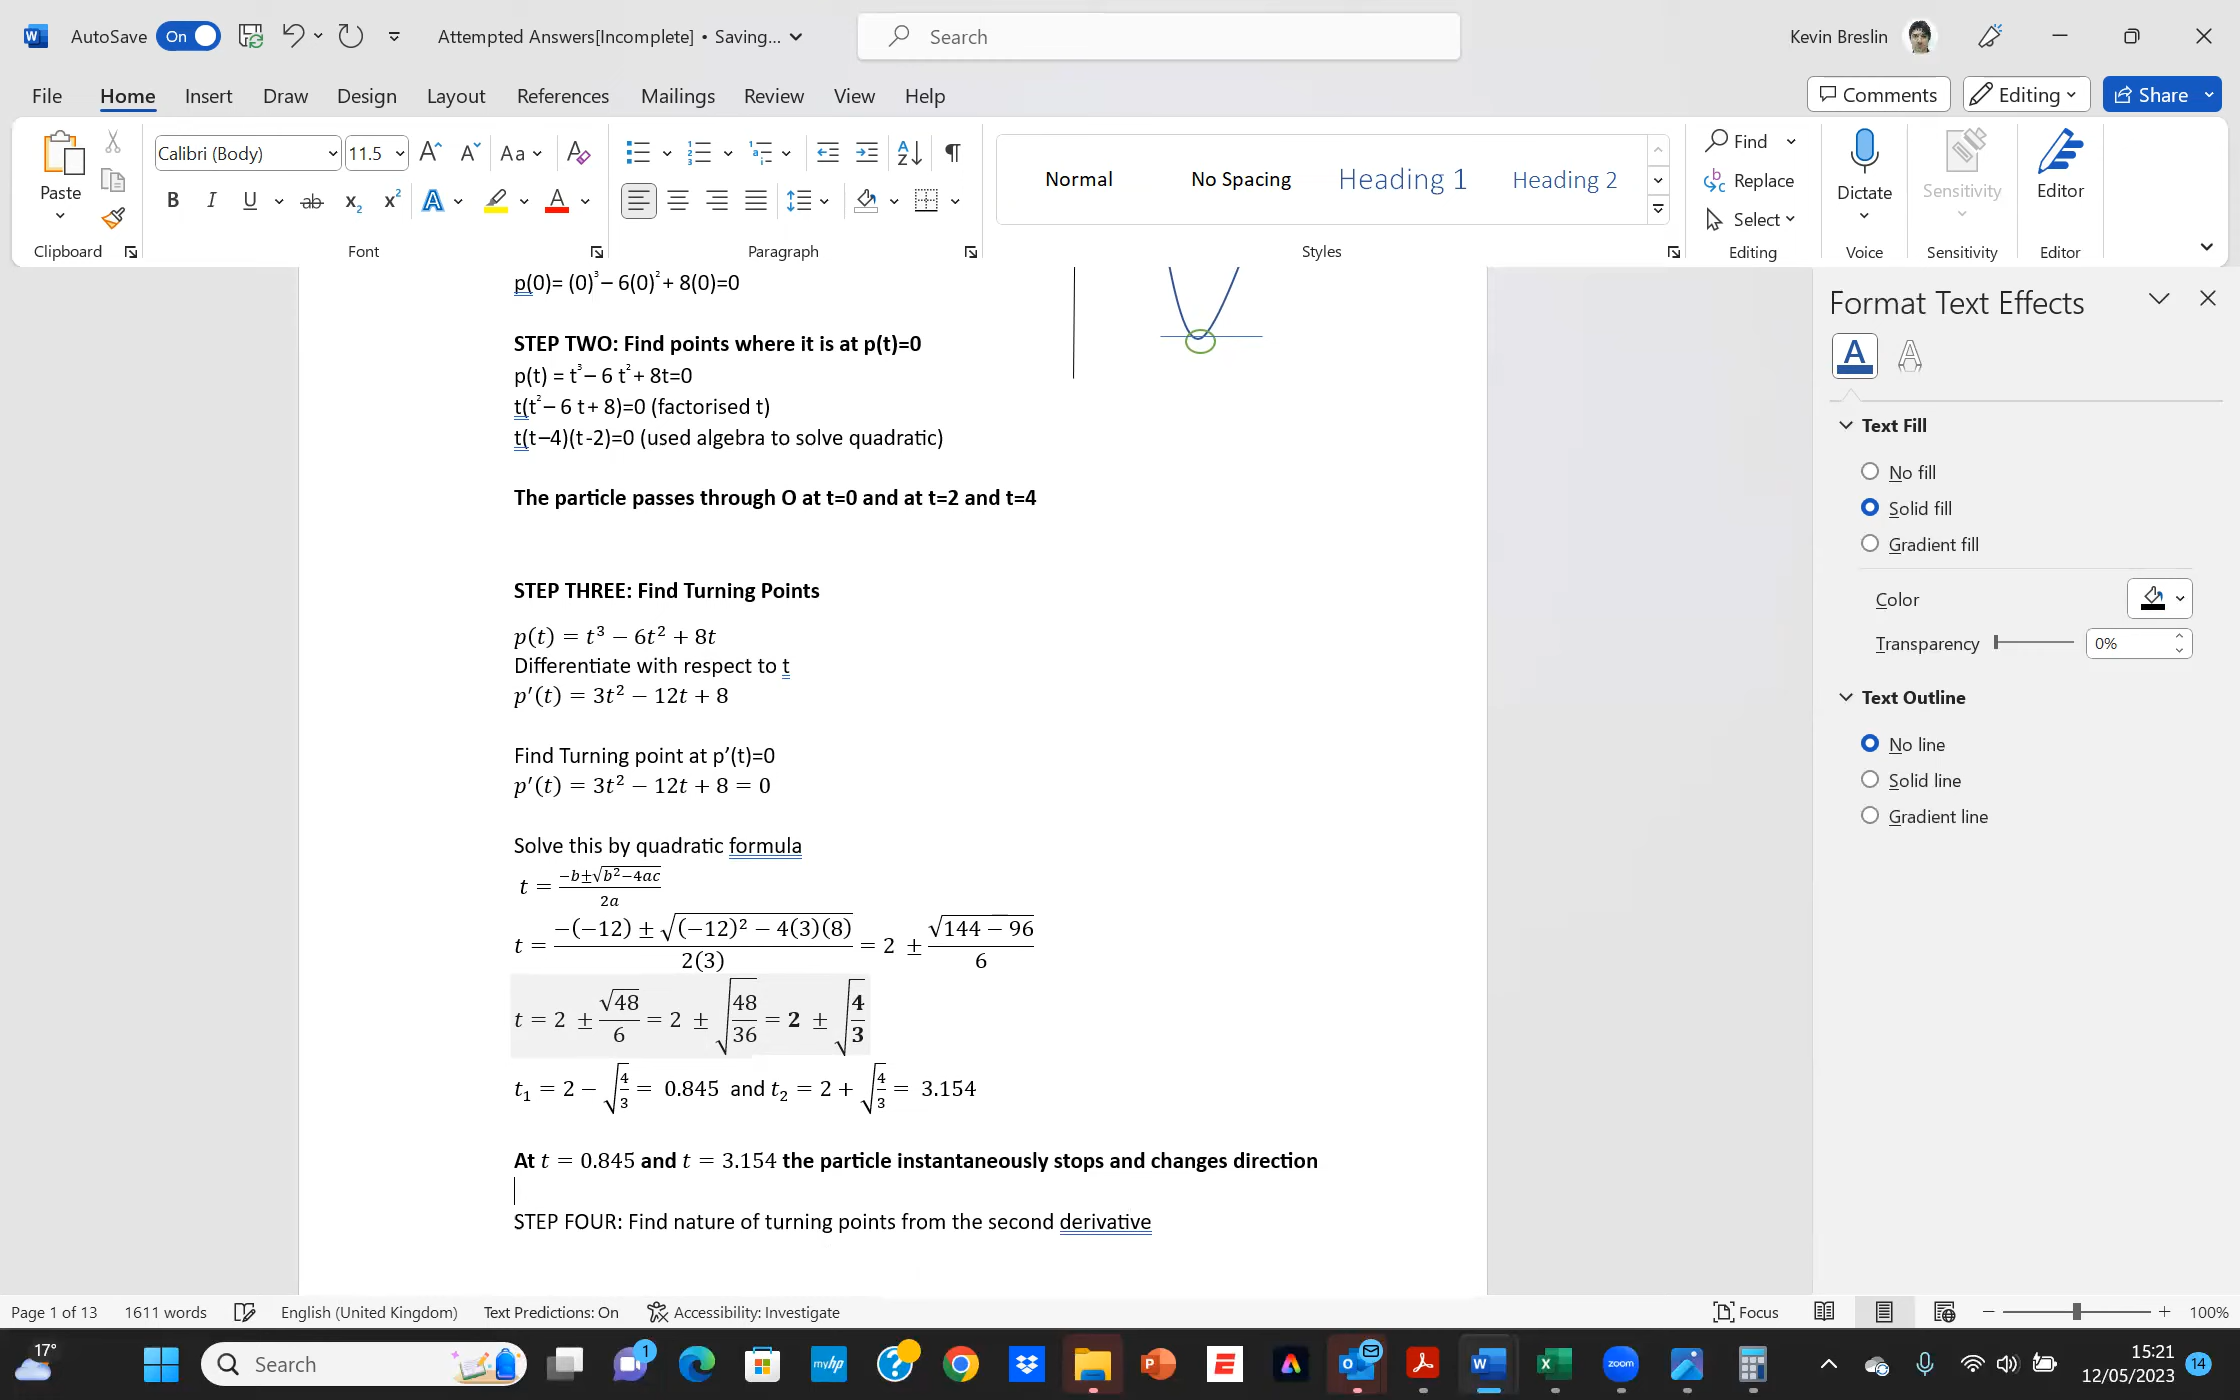 AutoSave On Attempted Answers[Incomplete] • Saving... Search Kevin Breslin
File Home Insert Draw Design Layout References Mailings Review View Help Comments Editing Share
Paste
Calibri (Body) 11.5
Normal No Spacing Heading 1 Heading 2
Find
Replace
Select
Dictate Sensitivity Editor
Clipboard Font Paragraph Styles Editing Voice Sensitivity Editor
p(0)= (0)³– 6(0)²+ 8(0)=0
STEP TWO: Find points where it is at p(t)=0
p(t) = t³– 6 t²+ 8t=0
t(t²– 6 t+ 8)=0 (factorised t)
t(t–4)(t-2)=0 (used algebra to solve quadratic)
The particle passes through O at t=0 and at t=2 and t=4
STEP THREE: Find Turning Points
p(t) = t³ − 6t² + 8t
Differentiate with respect to t
p′(t) = 3t² − 12t + 8
Find Turning point at p’(t)=0
p′(t) = 3t² − 12t + 8 = 0
Solve this by quadratic formula
t = −b±√b²−4ac / 2a
t = −(−12) ± √(−12)² − 4(3)(8) / 2(3) = 2 ± √144 − 96 / 6
t = 2 ± √48 / 6 = 2 ± √48/36 = 2 ± √4/3
t₁ = 2 − √4/3 = 0.845 and t₂ = 2 + √4/3 = 3.154
At t = 0.845 and t = 3.154 the particle instantaneously stops and changes direction
STEP FOUR: Find nature of turning points from the second derivative
Format Text Effects
Text Fill
No fill
Solid fill
Gradient fill
Color
Transparency 0%
Text Outline
No line
Solid line
Gradient line
Page 1 of 13 1611 words English (United Kingdom) Text Predictions: On Accessibility: Investigate Focus 100%
17° Search 1 myhp zoom 15:21
12/05/2023 14